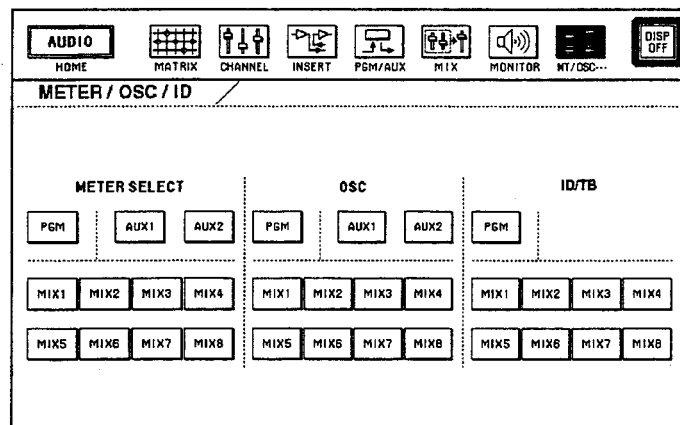 AUDIO
HOME
MATRIX
CHANNEL
INSERT
PGM/AUX
MIX
MONITOR
MT/OSC---
DISP
OFF
METER / OSC / ID
METER SELECT
OSC
ID/TB
PGM AUX1 AUX2 PGM AUX1 AUX2 PGM
MIX1 MIX2 MIX3 MIX4 MIX1 MIX2 MIX3 MIX4 MIX1 MIX2 MIX3 MIX4
MIX5 MIX6 MIX7 MIX8 MIX5 MIX6 MIX7 MIX8 MIX5 MIX6 MIX7 MIX8